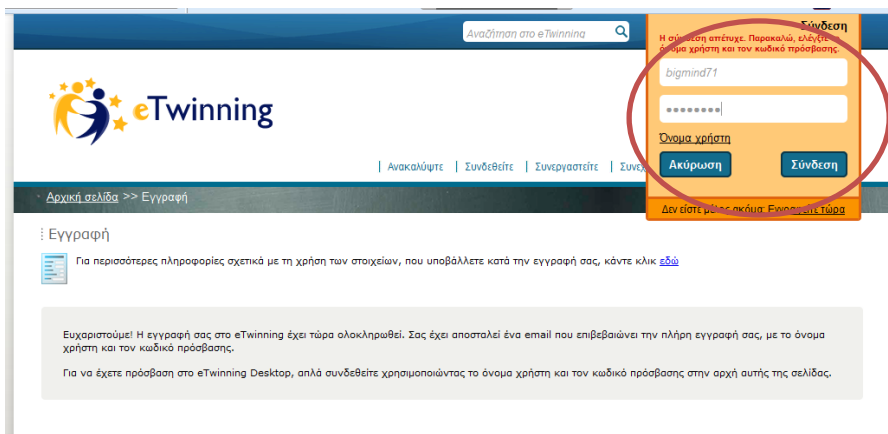 Αναζήτηση στο eTwinning
Σύνδεση
Η σύνδεση απέτυχε. Παρακαλώ, ελέγξτε το
όνομα χρήστη και τον κωδικό πρόσβασης.
bigmind71
••••••••
Όνομα χρήστη
Ακύρωση Σύνδεση
Δεν είστε μέλος ακόμα; Εγγραφείτε τώρα
eTwinning
| Ανακαλύψτε | Συνδεθείτε | Συνεργαστείτε |
Αρχική σελίδα >> Εγγραφή
Εγγραφή
Για περισσότερες πληροφορίες σχετικά με τη χρήση των στοιχείων, που υποβάλλετε κατά την εγγραφή σας, κάντε κλικ εδώ
Ευχαριστούμε! Η εγγραφή σας στο eTwinning έχει τώρα ολοκληρωθεί. Σας έχει αποσταλεί ένα email που επιβεβαιώνει την πλήρη εγγραφή σας, με το όνομα
χρήστη και τον κωδικό πρόσβασης.
Για να έχετε πρόσβαση στο eTwinning Desktop, απλά συνδεθείτε χρησιμοποιώντας το όνομα χρήστη και τον κωδικό πρόσβασης στην αρχή αυτής της σελίδας.